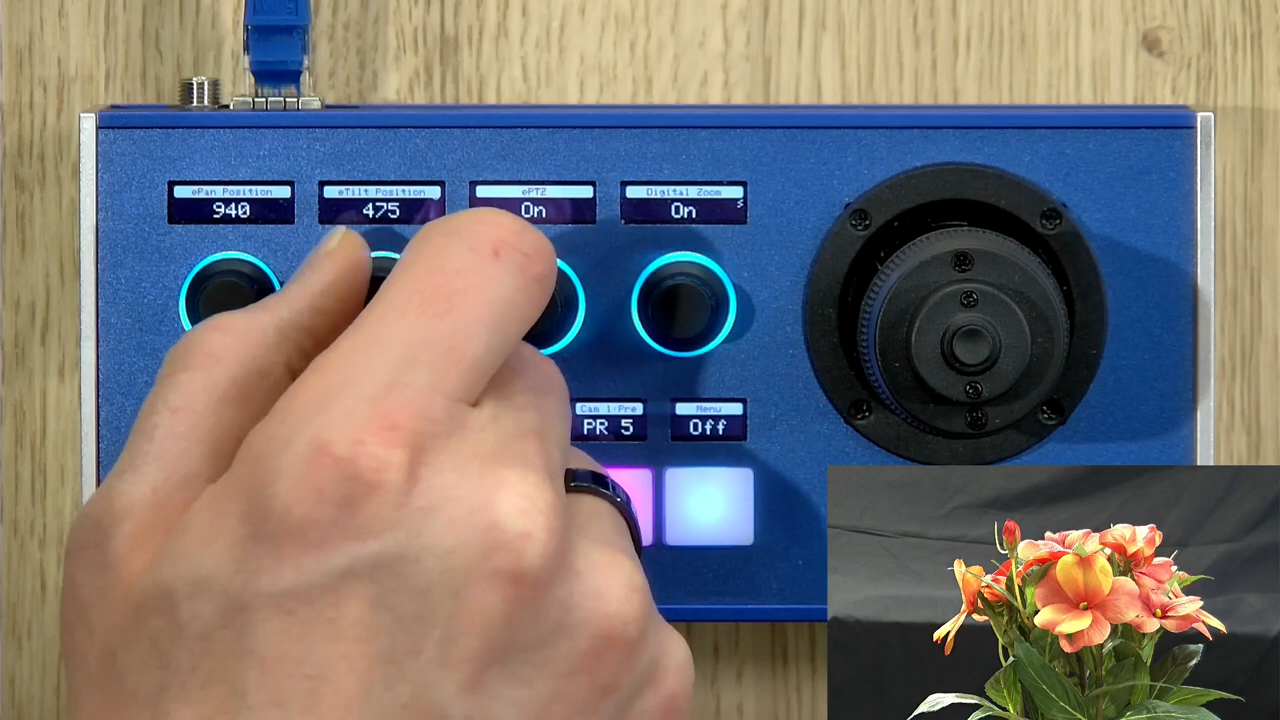 ePan Position
940
eTilt Position
475
ePTZ
On
Digital Zoom
On
Cam 1:Pre
PR 5
Menu
Off